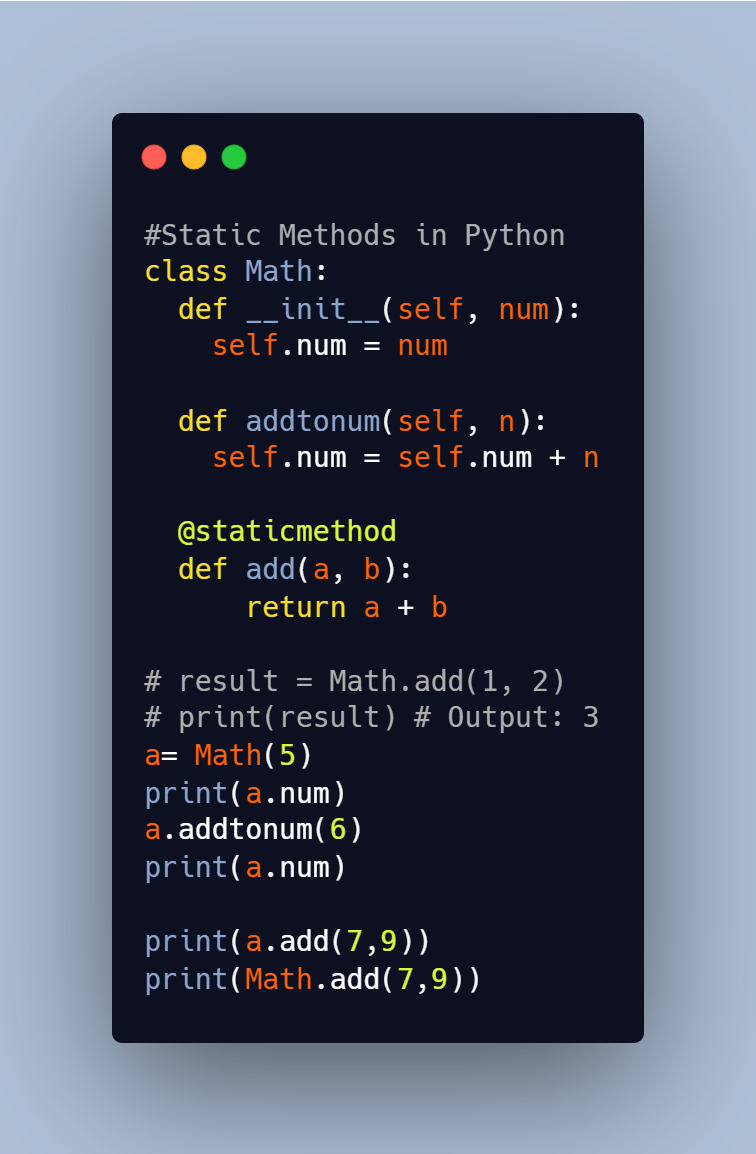 #Static Methods in Python
class Math:
  def __init__(self, num):
    self.num = num

  def addtonum(self, n):
    self.num = self.num + n

  @staticmethod
  def add(a, b):
      return a + b

# result = Math.add(1, 2)
# print(result) # Output: 3
a= Math(5)
print(a.num)
a.addtonum(6)
print(a.num)

print(a.add(7,9))
print(Math.add(7,9))